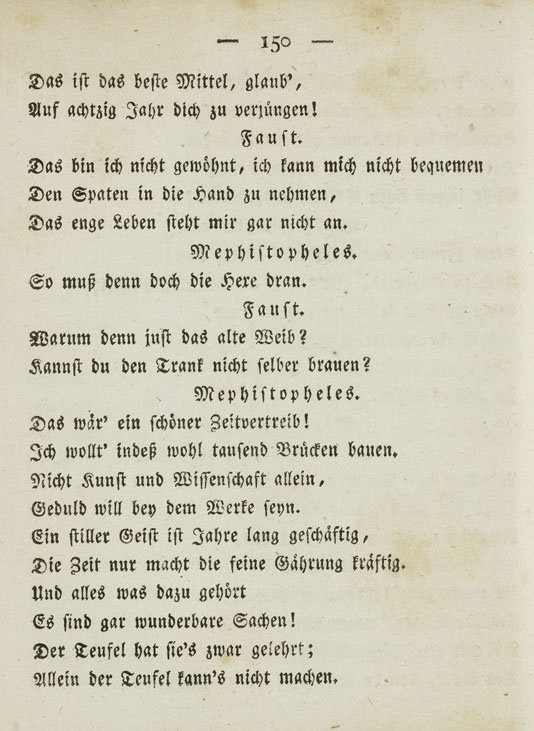 — 150 —
Das ist das beste Mittel, glaub',
Auf achtzig Jahr dich zu verjüngen!
Faust.
Das bin ich nicht gewöhnt, ich kann mich nicht bequemen
Den Spaten in die Hand zu nehmen,
Das enge Leben steht mir gar nicht an.
Mephistopheles.
So muß denn doch die Hexe dran.
Faust.
Warum denn just das alte Weib?
Kannst du den Trank nicht selber brauen?
Mephistopheles.
Das wär' ein schöner Zeitvertreib!
Ich wollt' indeß wohl tausend Brücken bauen.
Nicht Kunst und Wissenschaft allein,
Geduld will bey dem Werke seyn.
Ein stiller Geist ist Jahre lang geschäftig,
Die Zeit nur macht die feine Gährung kräftig.
Und alles was dazu gehört
Es sind gar wunderbare Sachen!
Der Teufel hat sie's zwar gelehrt;
Allein der Teufel kann's nicht machen.